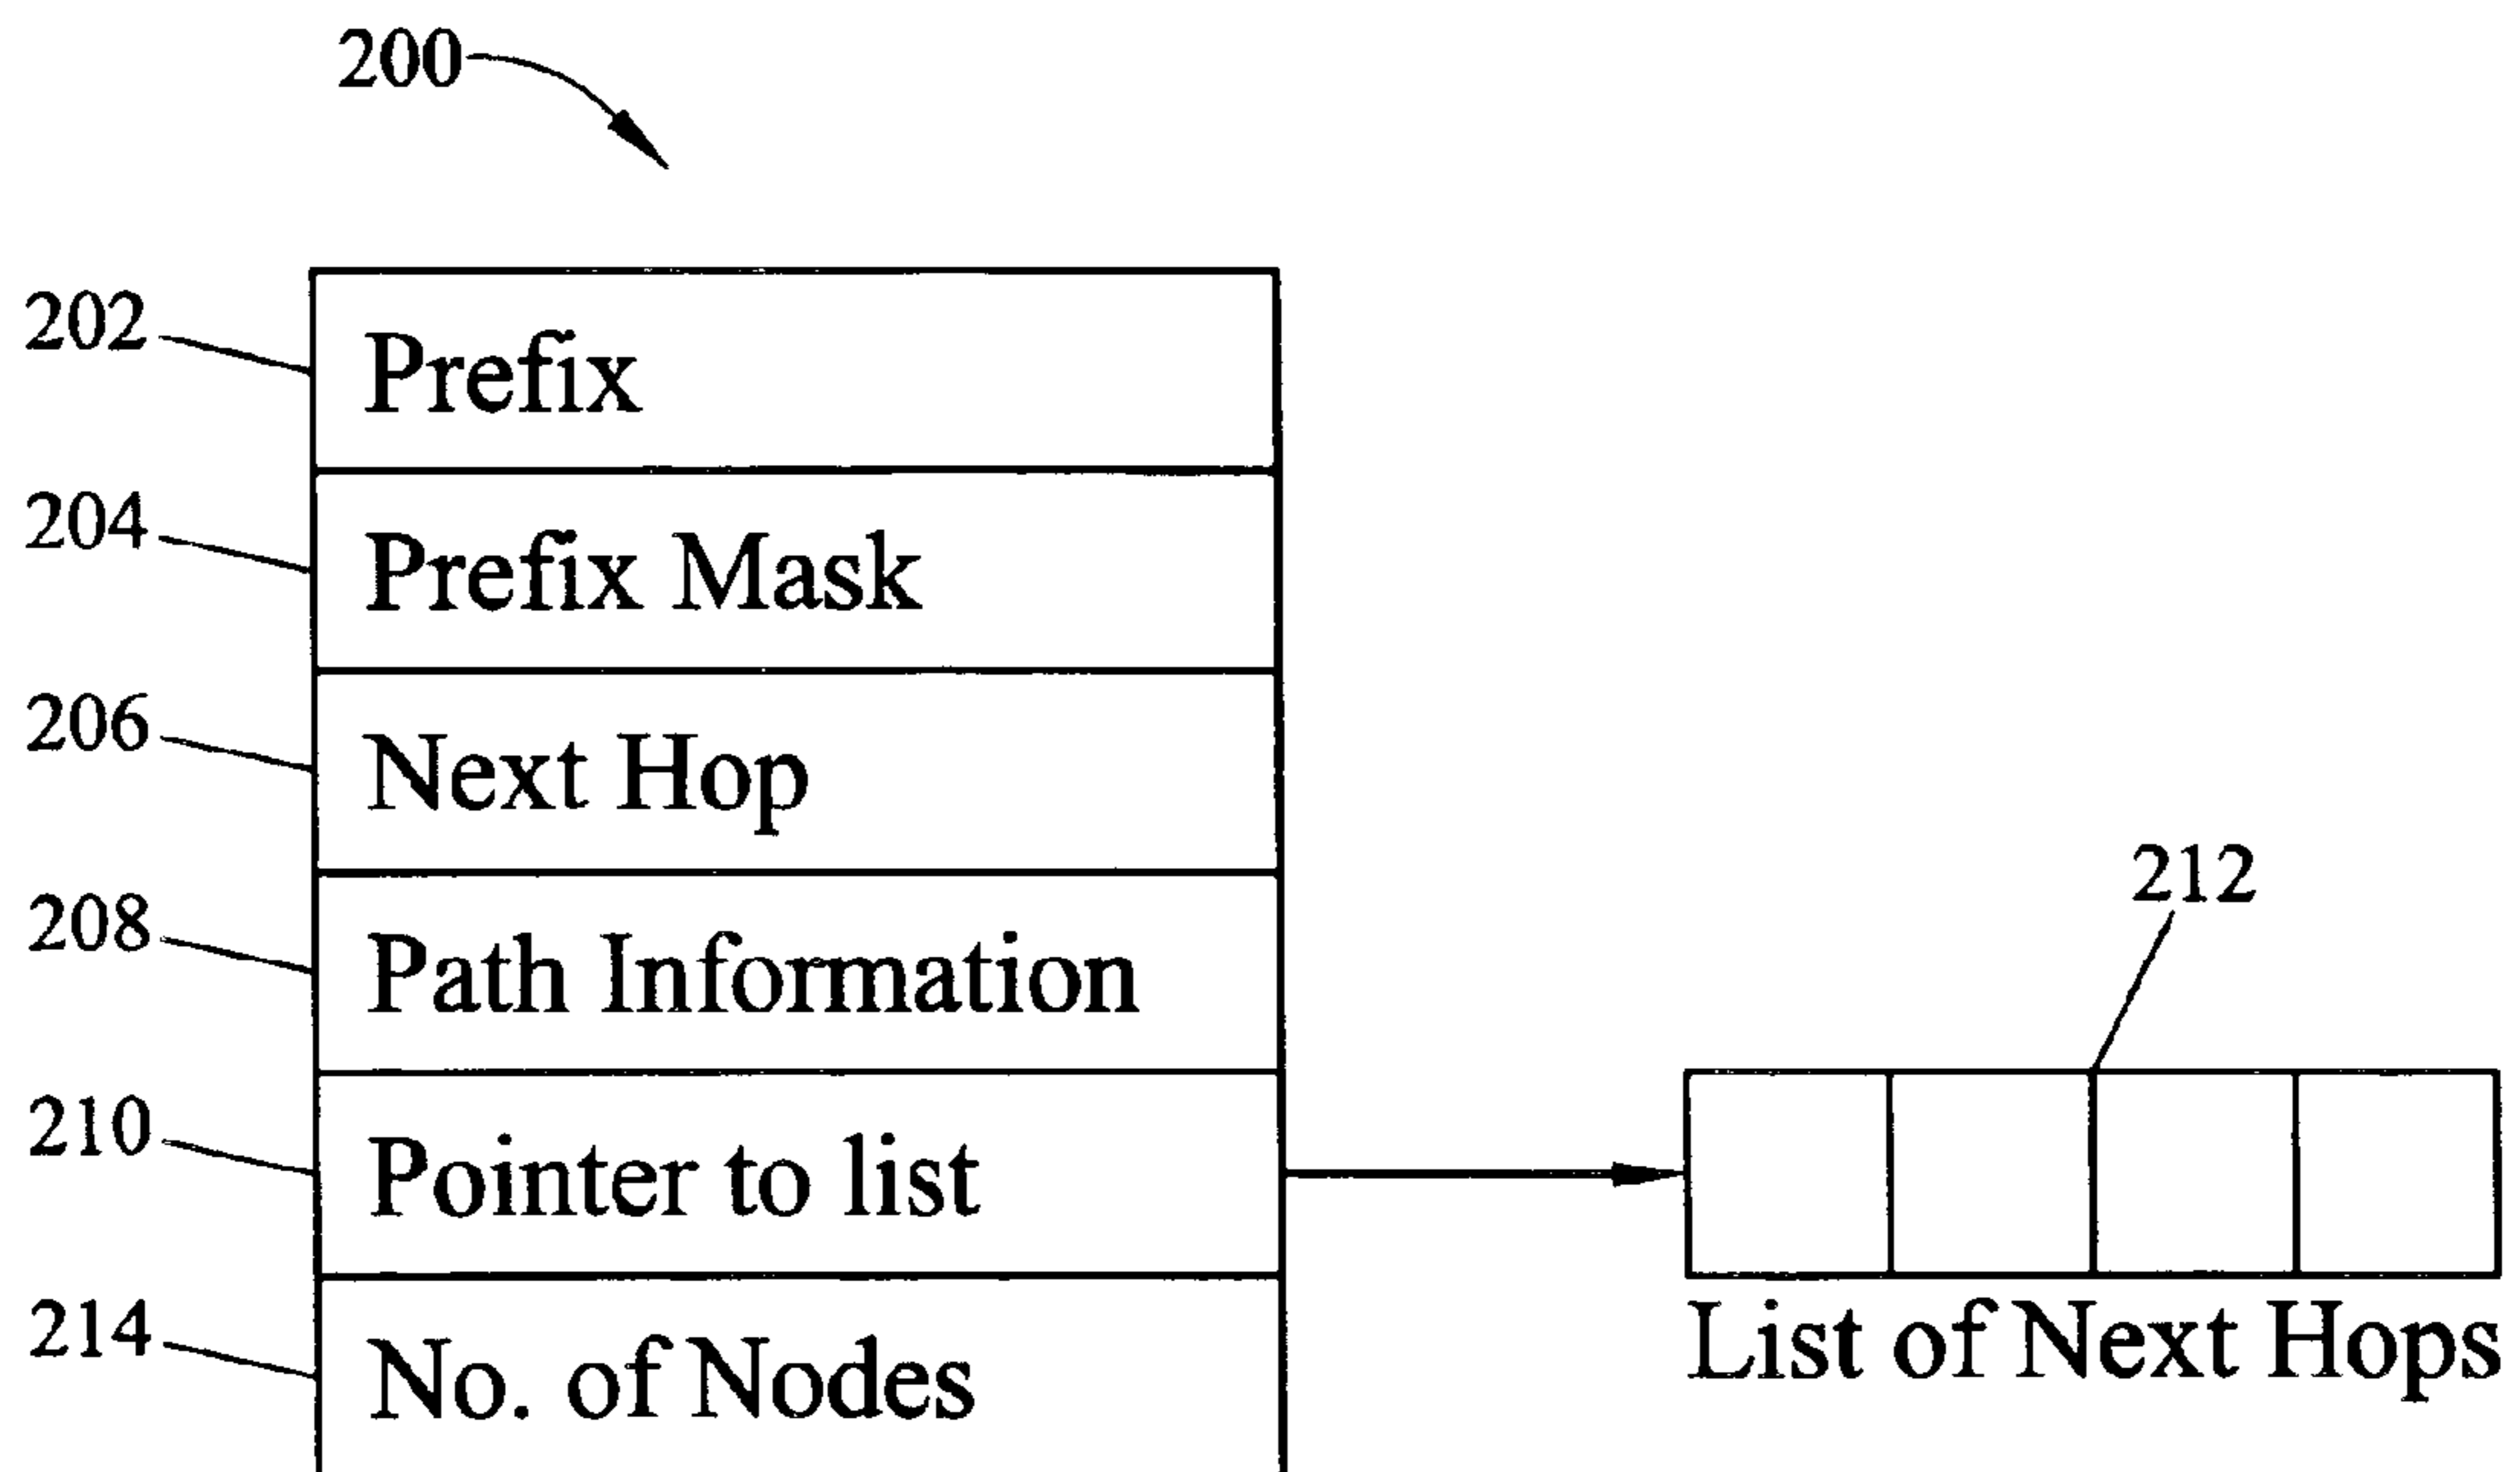 200
202 Prefix
204 Prefix Mask
206 Next Hop
208 Path Information
212
210 Pointer to list
214 No. of Nodes
List of Next Hops